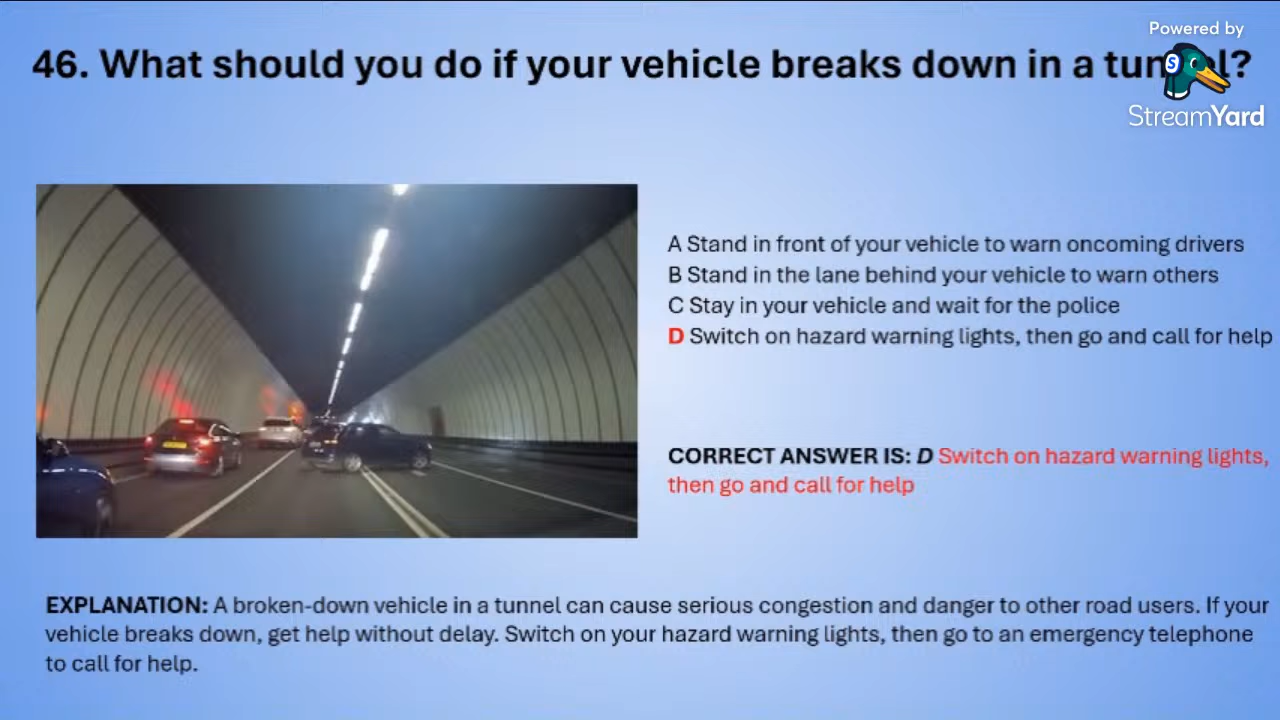 Powered by
46. What should you do if your vehicle breaks down in a tunnel?
StreamYard
A Stand in front of your vehicle to warn oncoming drivers
B Stand in the lane behind your vehicle to warn others
C Stay in your vehicle and wait for the police
D Switch on hazard warning lights, then go and call for help
CORRECT ANSWER IS: D Switch on hazard warning lights,
then go and call for help
EXPLANATION: A broken-down vehicle in a tunnel can cause serious congestion and danger to other road users. If your
vehicle breaks down, get help without delay. Switch on your hazard warning lights, then go to an emergency telephone
to call for help.